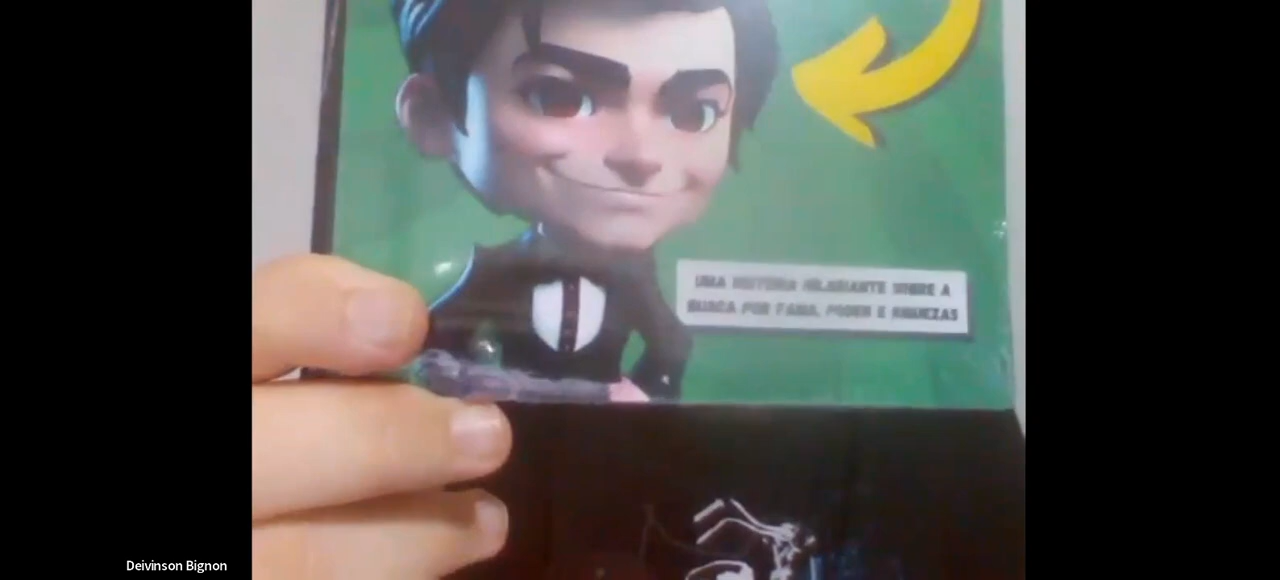 UMA HISTÓRIA HILARIANTE SOBRE A
BUSCA POR FAMA, PODER E RIQUEZAS
Deivinson Bignon